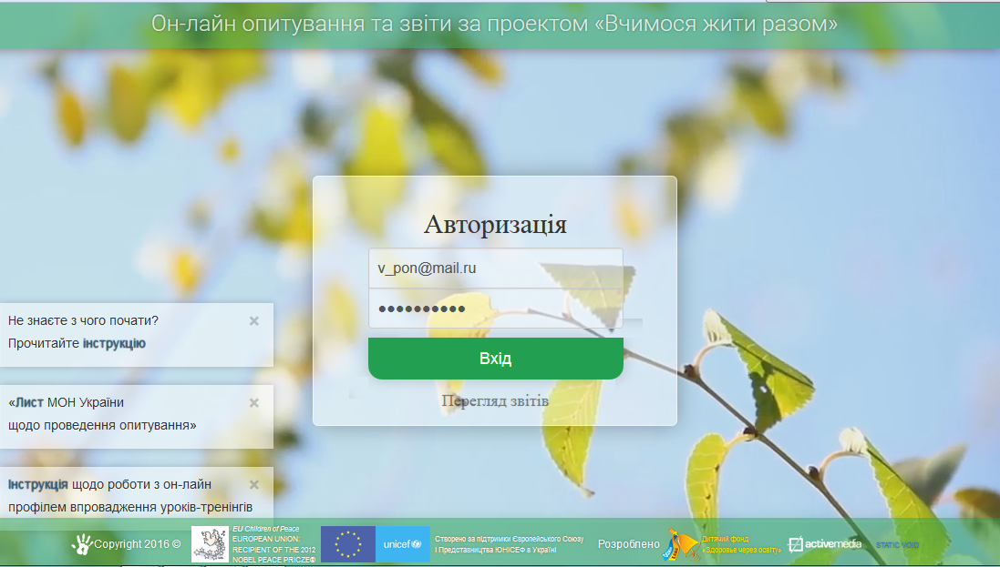 Он-лайн опитування та звіти за проектом «Вчимося жити разом»
Авторизація
v_pon@mail.ru
••••••••••
Вхід
Перегляд звітів
Не знаєте з чого почати? ×
Прочитайте інструкцію
«Лист МОН України ×
щодо проведення опитування»
Інструкція щодо роботи з он-лайн ×
профілем впровадження уроків-тренінгів
Copyright 2016 ©
EU Children of Peace
EUROPEAN UNION:
RECIPIENT OF THE 2012
NOBEL PEACE PRICZE®
unicef
Створено за підтримки Європейського Союзу
і Представництва ЮНІСЕФ в Україні
Розроблено
Дитячий фонд
«Здоровье через освіту»
activemedia
STATIC VOID